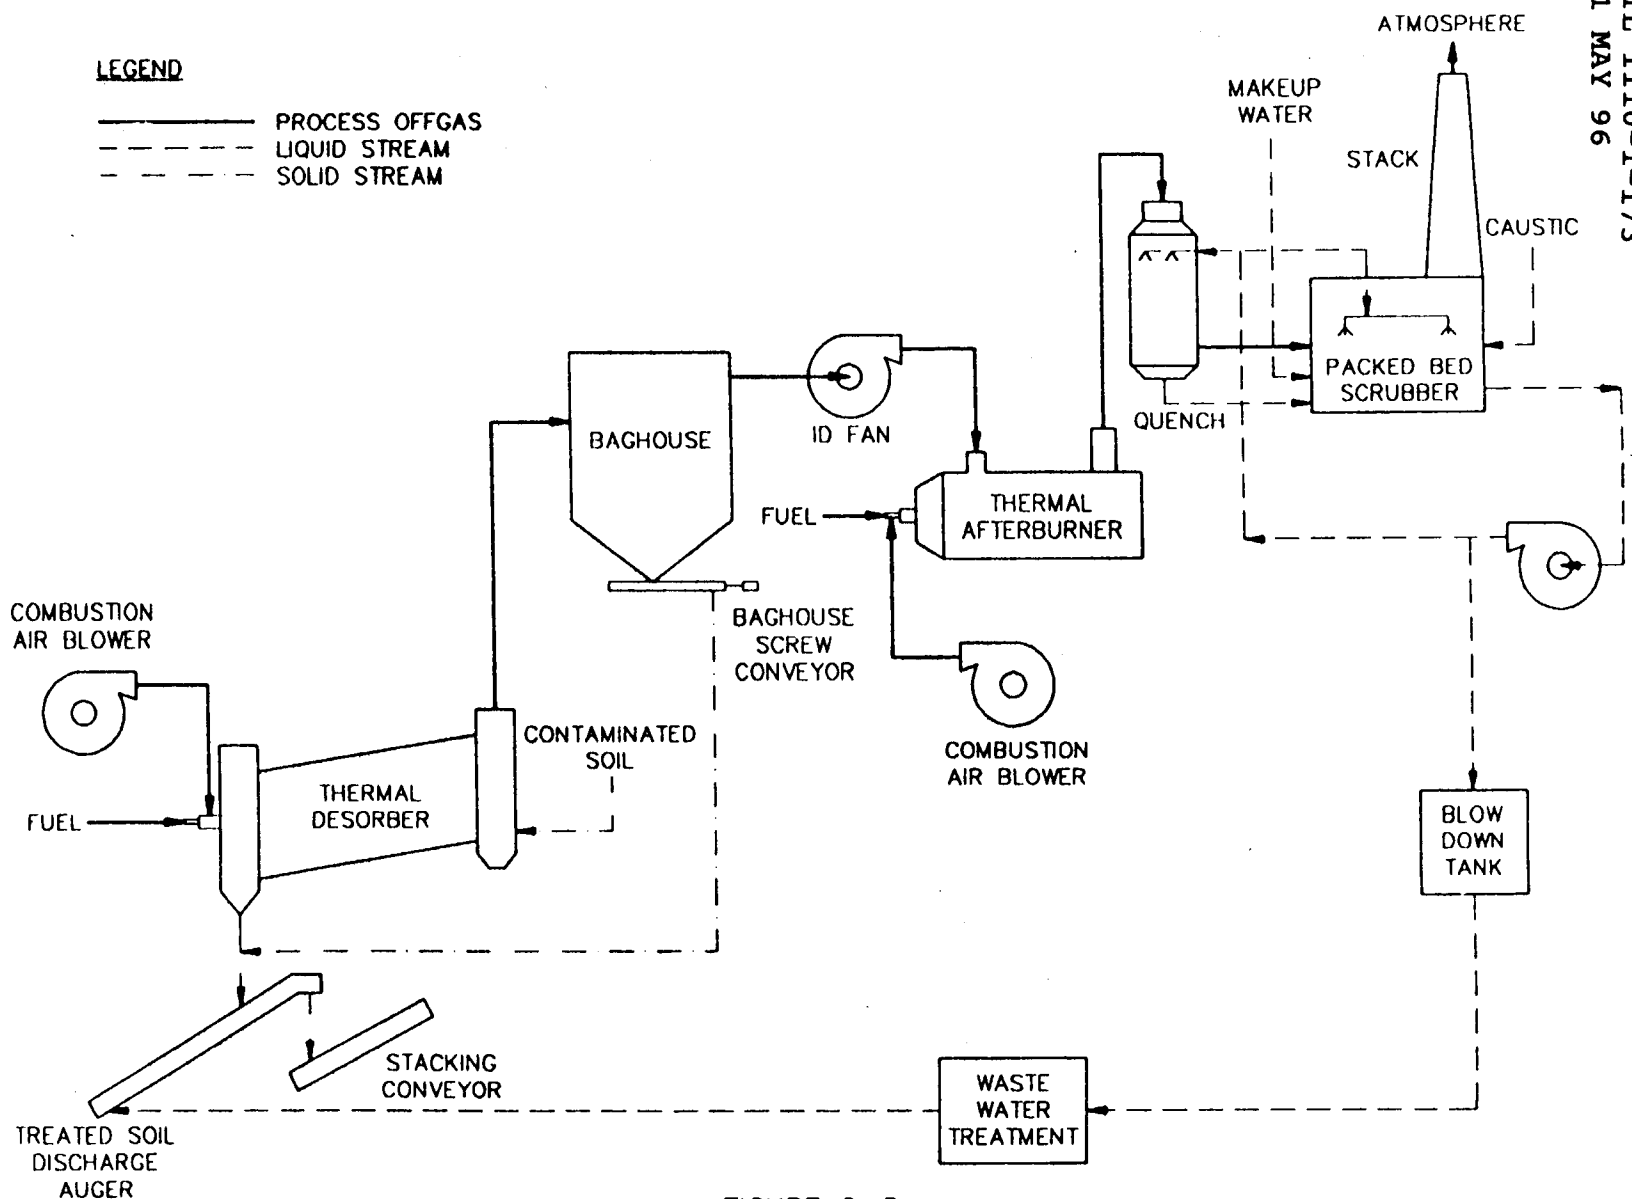 1 MAY 96
ATMOSPHERE
LEGEND
PROCESS OFFGAS
LIQUID STREAM
SOLID STREAM
MAKEUP
WATER
STACK
CAUSTIC
PACKED BED
SCRUBBER
QUENCH
BAGHOUSE
ID FAN
FUEL
THERMAL
AFTERBURNER
BAGHOUSE
SCREW
CONVEYOR
COMBUSTION
AIR BLOWER
COMBUSTION
AIR BLOWER
CONTAMINATED
SOIL
THERMAL
DESORBER
FUEL
BLOW
DOWN
TANK
STACKING
CONVEYOR
WASTE
WATER
TREATMENT
TREATED SOIL
DISCHARGE
AUGER